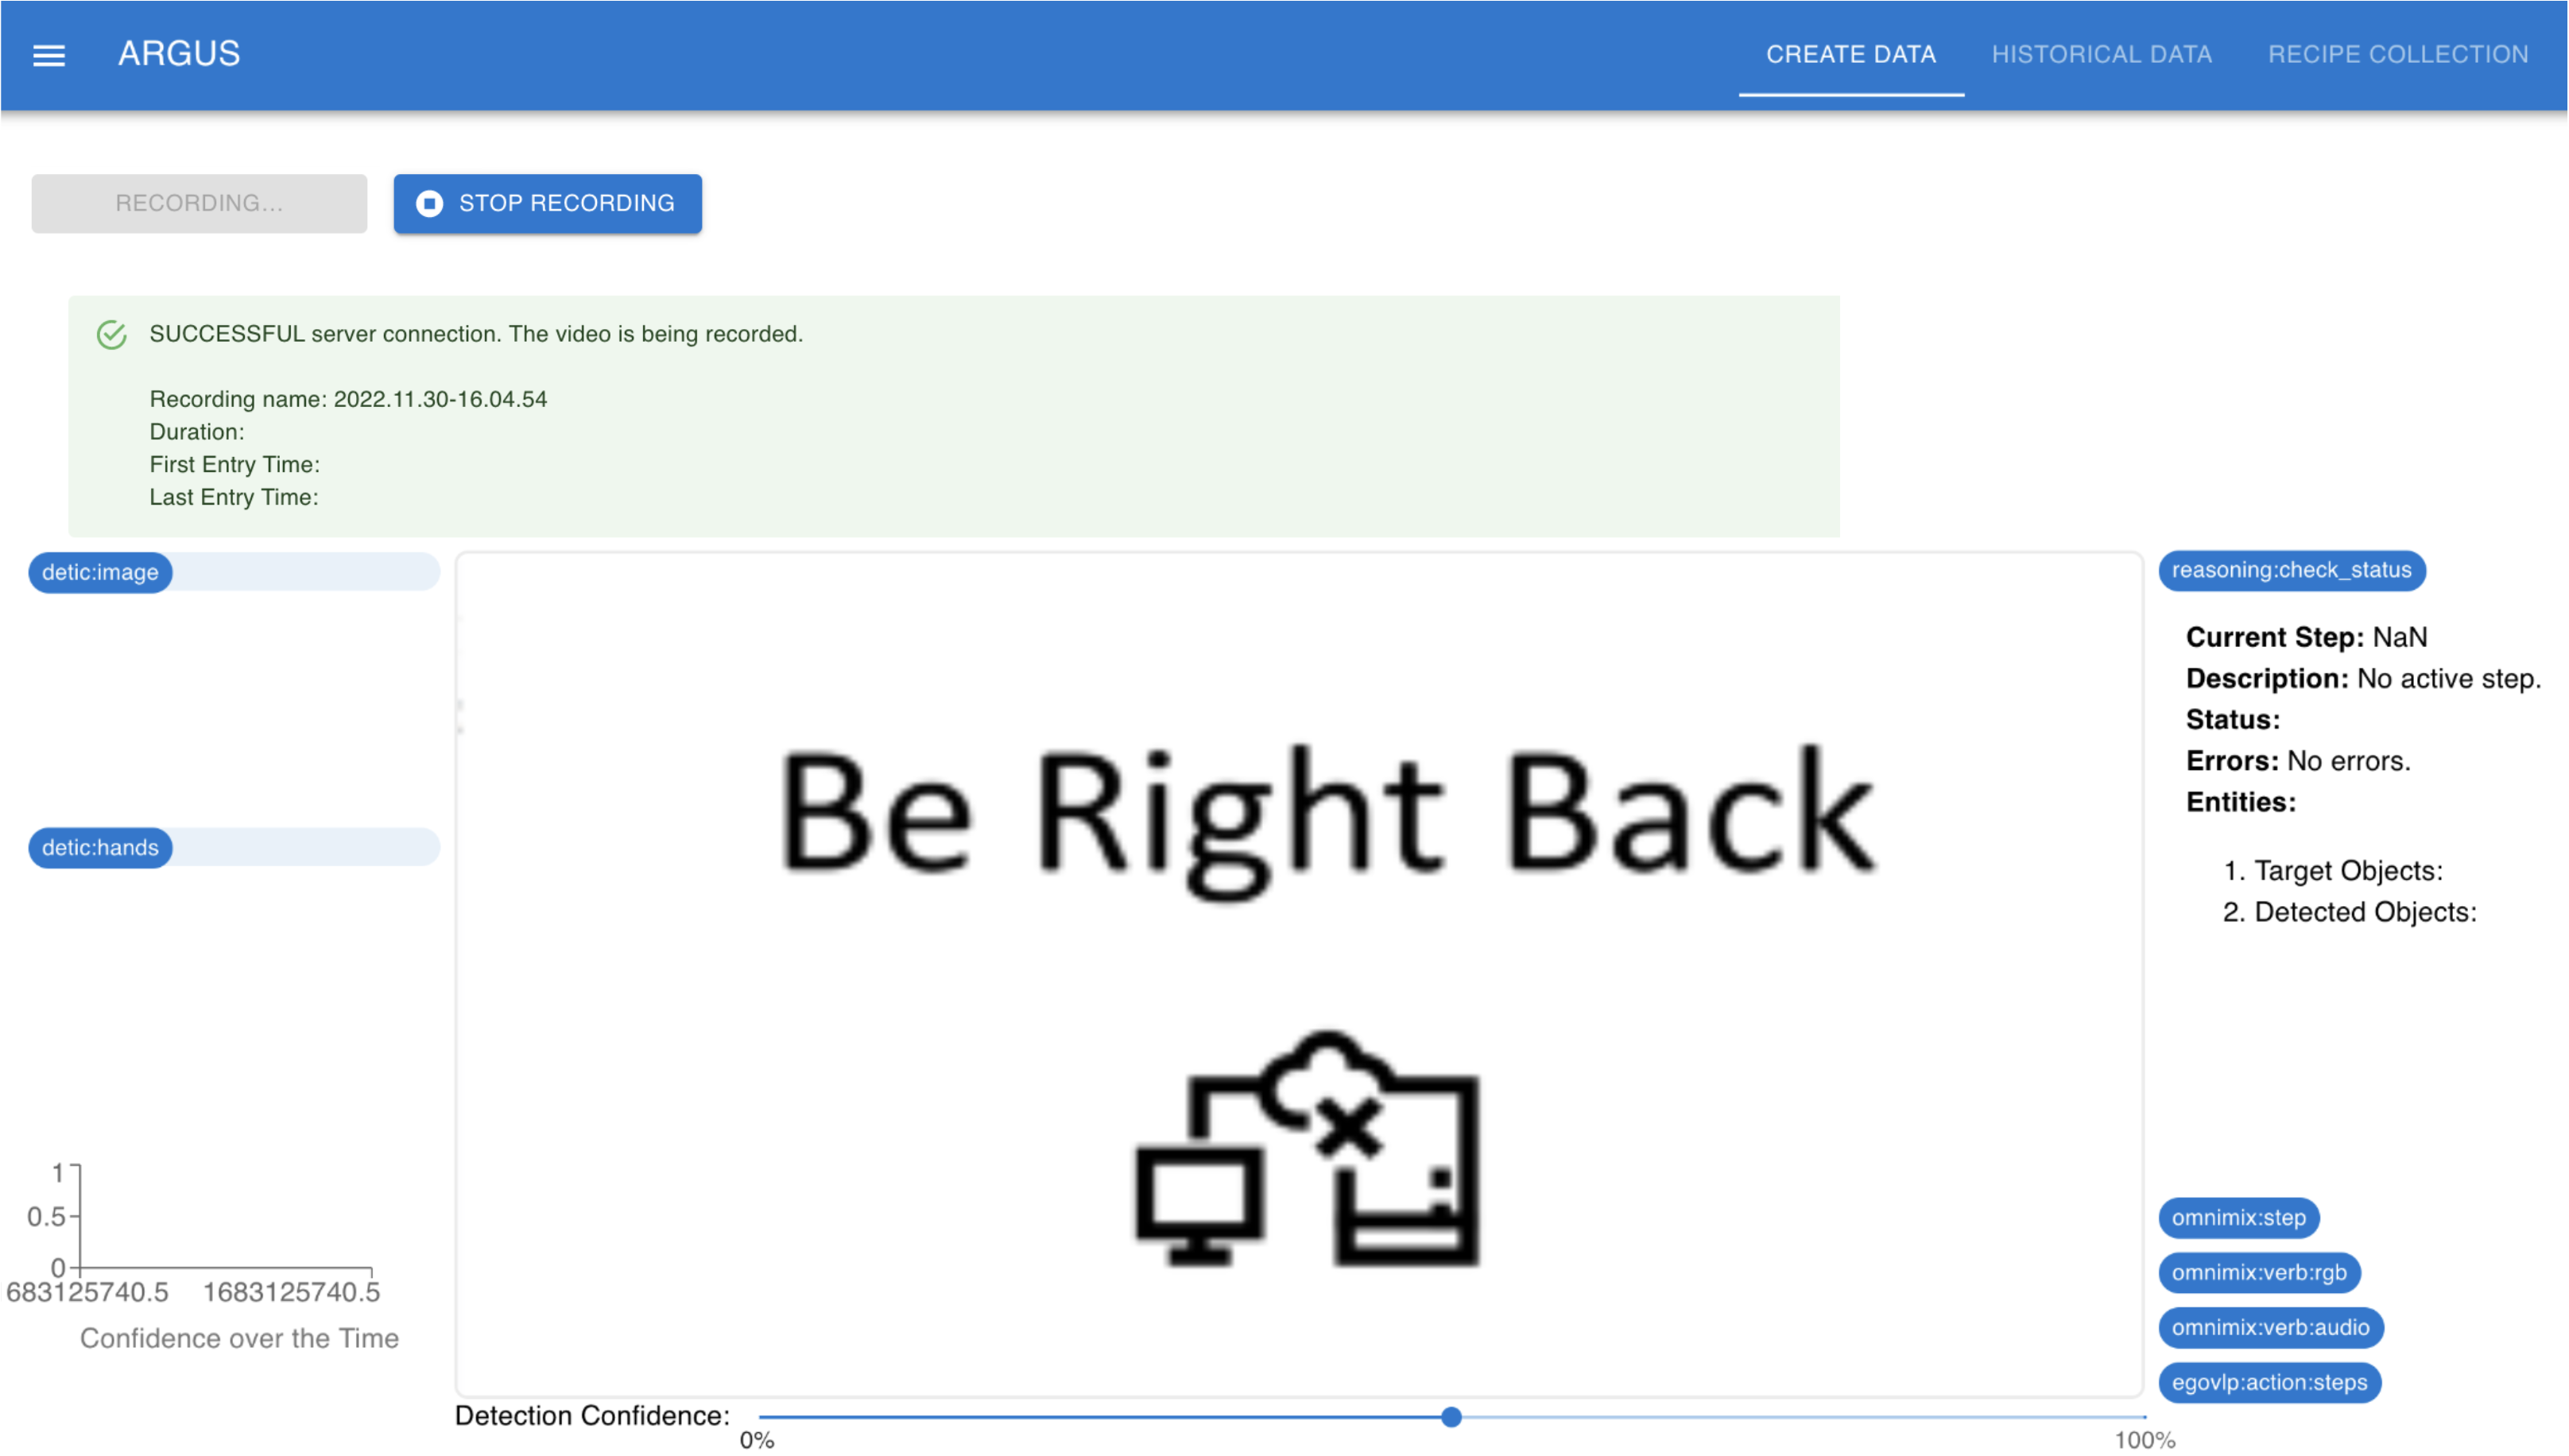 ARGUS
CREATE DATA
HISTORICAL DATA
RECIPE COLLECTION
RECORDING...
STOP RECORDING
SUCCESSFUL server connection. The video is being recorded.
Recording name: 2022.11.30-16.04.54
Duration:
First Entry Time:
Last Entry Time:
detic:image
detic:hands
1
0.5
0
683125740.5
1683125740.5
Confidence over the Time
Be Right Back
Detection Confidence:
0%
100%
reasoning:check_status
Current Step: NaN
Description: No active step.
Status:
Errors: No errors.
Entities:
1. Target Objects:
2. Detected Objects:
omnimix:step
omnimix:verb:rgb
omnimix:verb:audio
egovlp:action:steps